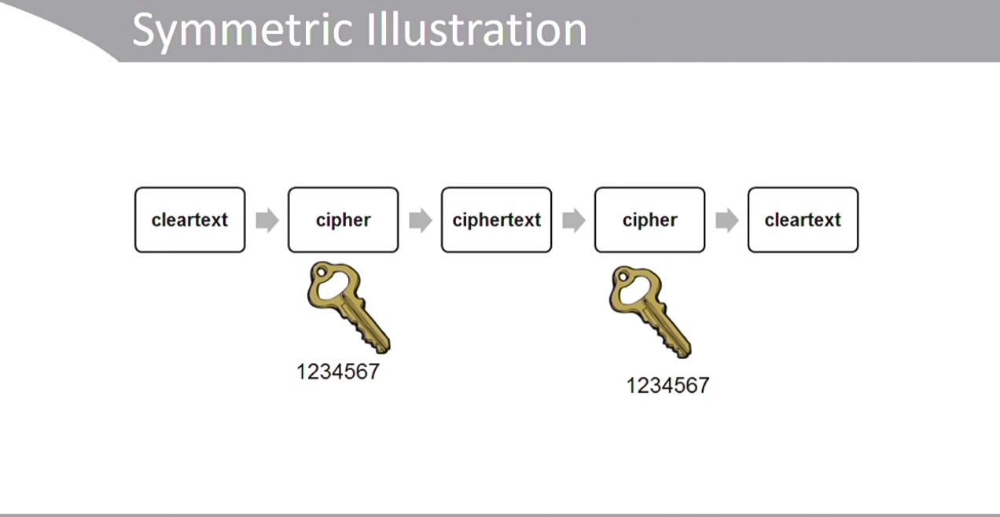 Symmetric Illustration
cleartext
cipher
ciphertext
cipher
cleartext
1234567
1234567